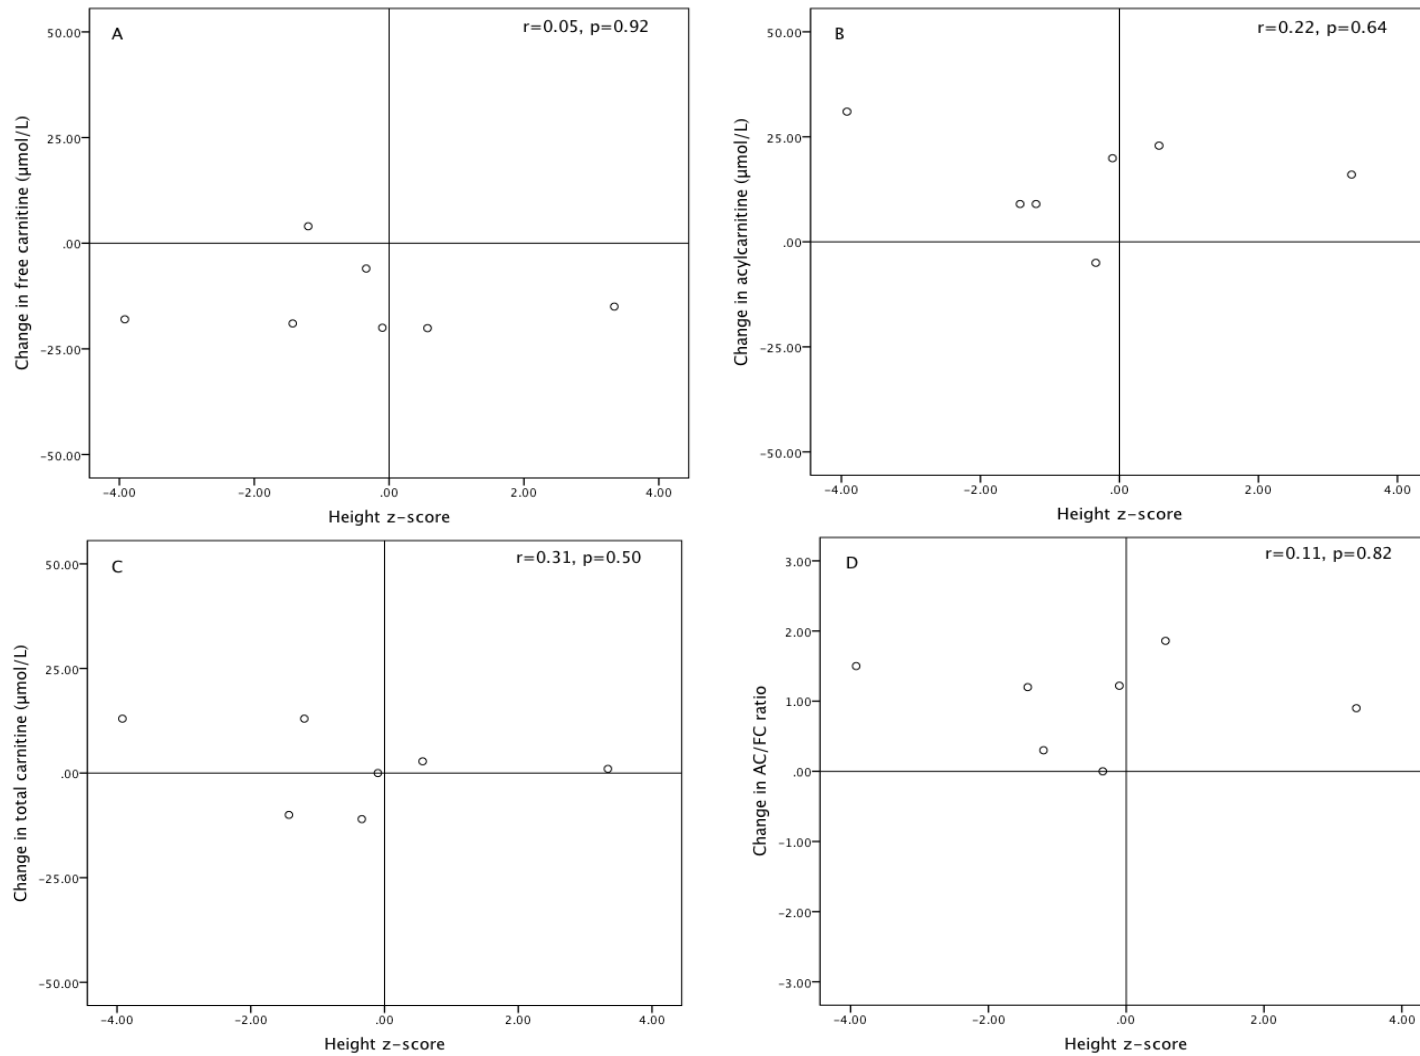 A
r=0.05, p=0.92
50.00
25.00
.00
−25.00
−50.00
Change in free carnitine (μmol/L)
−4.00
−2.00
.00
2.00
4.00
Height z−score
B
r=0.22, p=0.64
50.00
25.00
.00
−25.00
−50.00
Change in acylcarnitine (μmol/L)
−4.00
−2.00
.00
2.00
4.00
Height z−score
C
r=0.31, p=0.50
50.00
25.00
.00
−25.00
−50.00
Change in total carnitine (μmol/L)
−4.00
−2.00
.00
2.00
4.00
Height z−score
D
r=0.11, p=0.82
3.00
2.00
1.00
.00
−1.00
−2.00
−3.00
Change in AC/FC ratio
−4.00
−2.00
.00
2.00
4.00
Height z−score